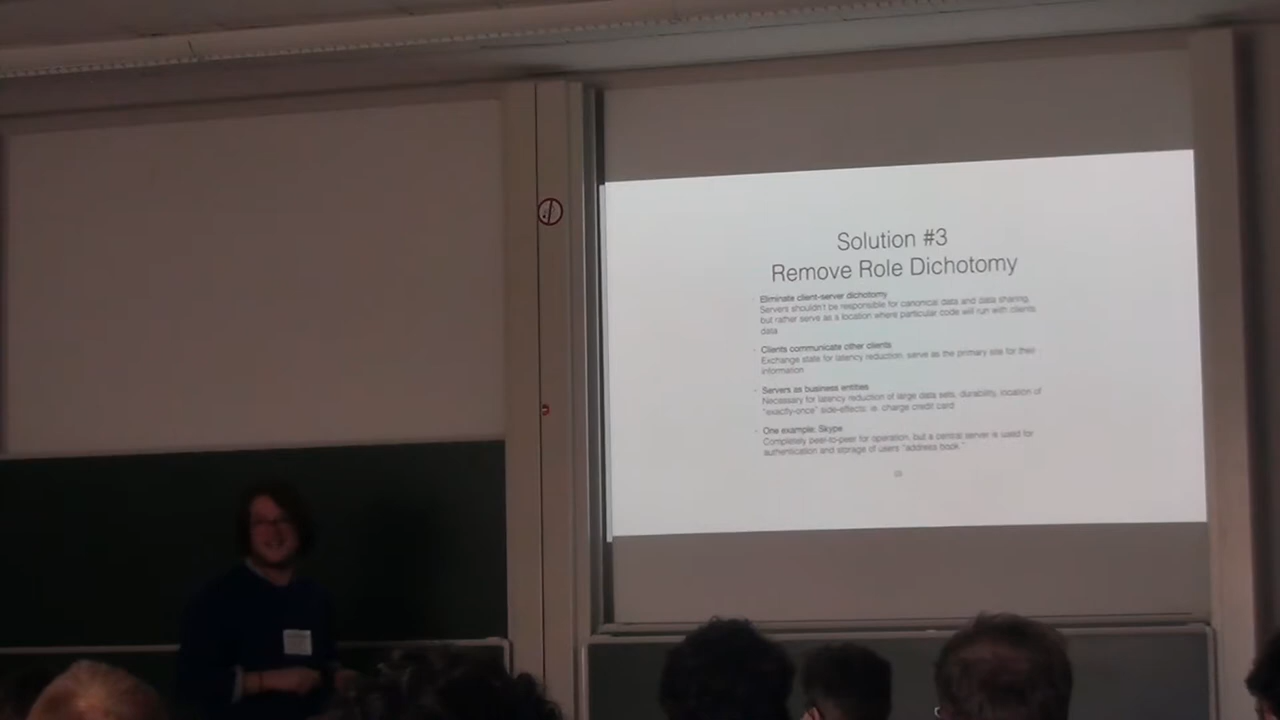 Solution #3
Remove Role Dichotomy
· Eliminate client-server dichotomy
Servers shouldn't be responsible for canonical data and data sharing,
but rather serve as a location where particular code will run with clients
data
· Clients communicate other clients
Exchange state for latency reduction, serve as the primary site for their
information
· Servers as business entities
Necessary for latency reduction of large data sets, durability, location of
"exactly-once" side-effects; ie. charge credit card
· One example: Skype
Completely peer-to-peer for operation, but a central server is used for
authentication and storage of users "address book."